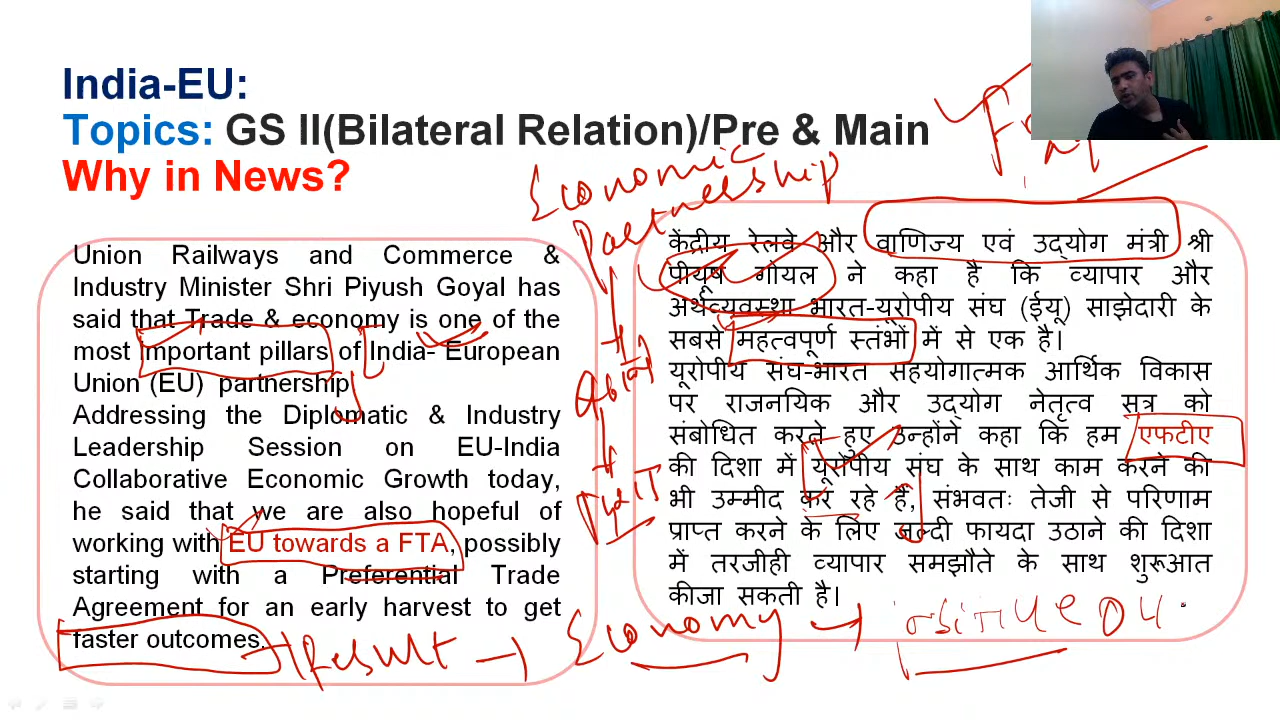 India-EU:
Topics: GS II(Bilateral Relation)/Pre & Main
Why in News?
Economic
Partnership
Union Railways and Commerce &
Industry Minister Shri Piyush Goyal has
said that Trade & economy is one of the
most important pillars of India- European
Union (EU) partnership
Addressing the Diplomatic & Industry
Leadership Session on EU-India
Collaborative Economic Growth today,
he said that we are also hopeful of
working with EU towards a FTA, possibly
starting with a Preferential Trade
Agreement for an early harvest to get
faster outcomes.
केंद्रीय रेलवे और वाणिज्य एवं उद्योग मंत्री श्री
पीयूष गोयल ने कहा है कि व्यापार और
अर्थव्यवस्था भारत-यूरोपीय संघ (ईयू) साझेदारी के
सबसे महत्वपूर्ण स्तंभों में से एक है।
यूरोपीय संघ-भारत सहयोगात्मक आर्थिक विकास
पर राजनयिक और उद्योग नेतृत्व सत्र को
संबोधित करते हुए उन्होंने कहा कि हम एफटीए
की दिशा में यूरोपीय संघ के साथ काम करने की
भी उम्मीद कर रहे हैं, संभवतः तेजी से परिणाम
प्राप्त करने के लिए जल्दी फायदा उठाने की दिशा
में तरजीही व्यापार समझौते के साथ शुरूआत
कीजा सकती है।
Result → Economy →